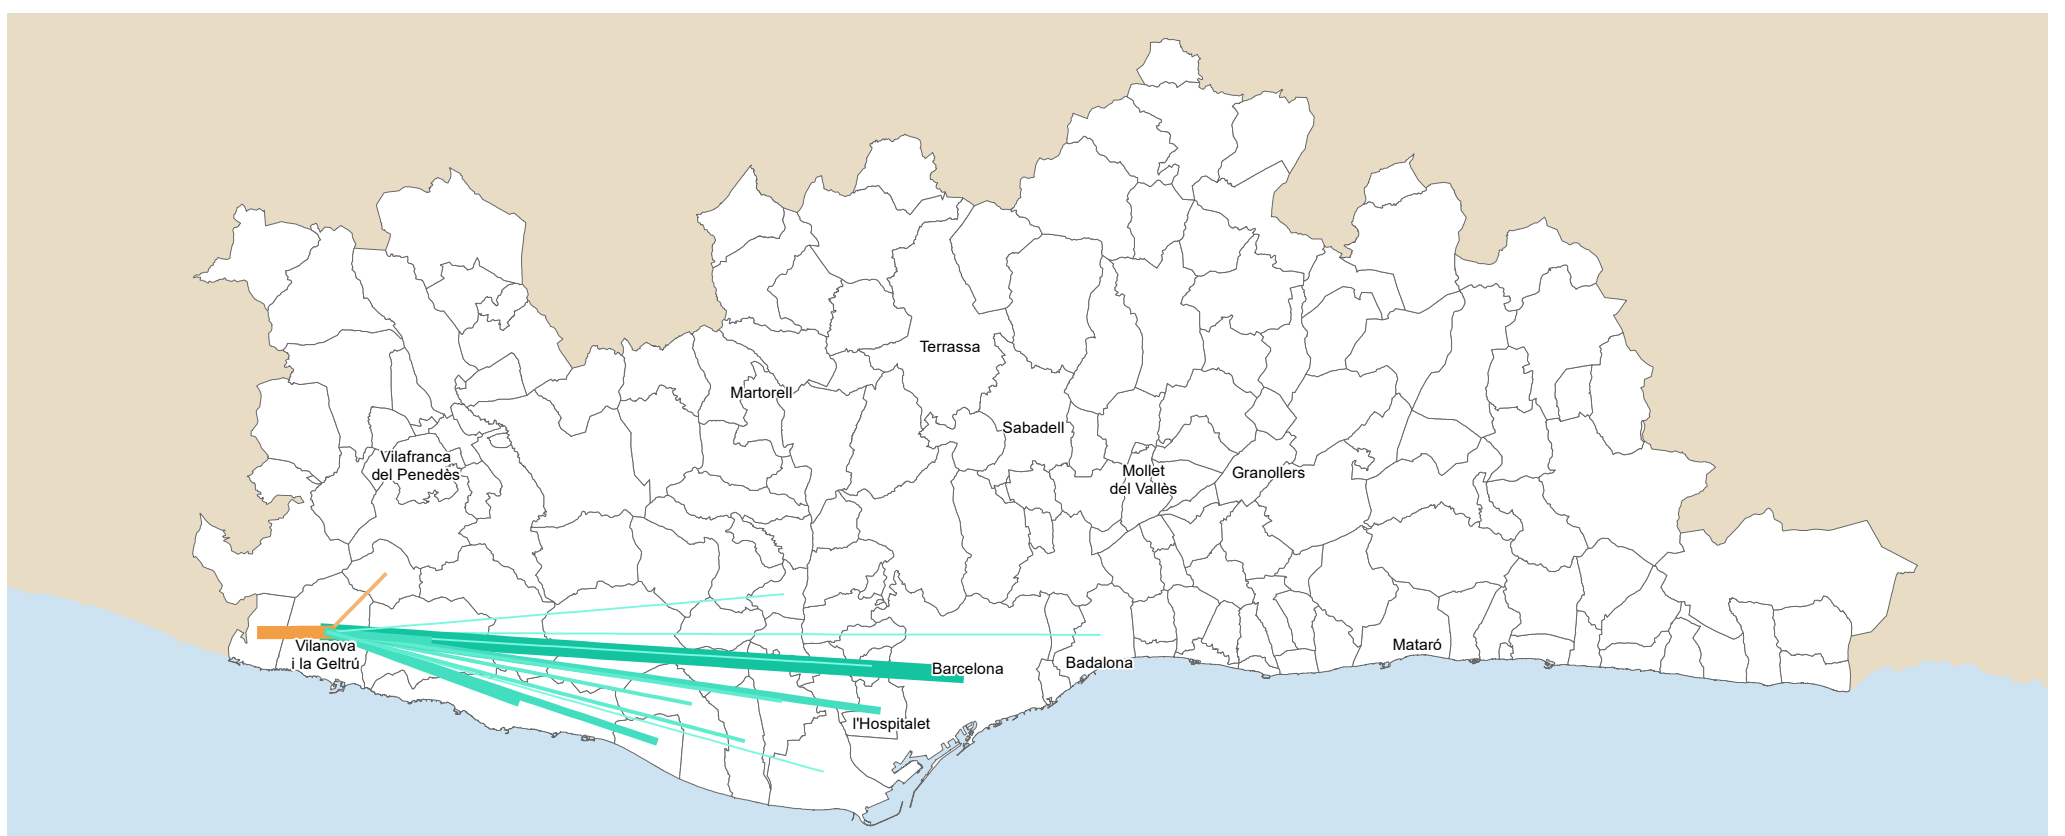 Terrassa
Martorell
Sabadell
Vilafranca
del Penedès
Mollet
del Vallès
Granollers
Vilanova
i la Geltrú
Mataró
Barcelona
Badalona
l'Hospitalet